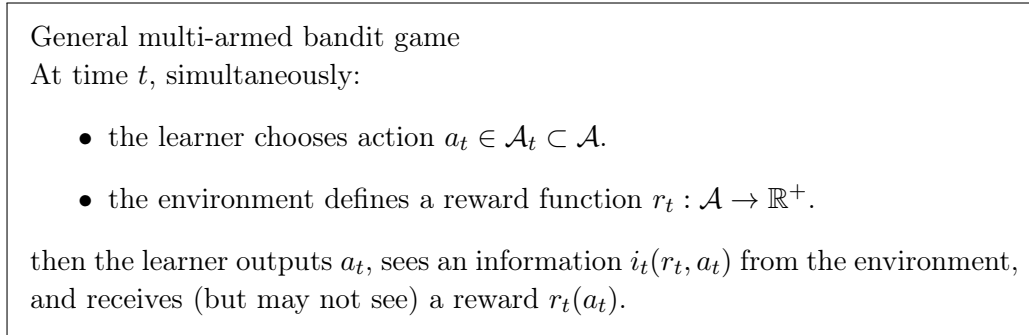 General multi-armed bandit game
At time t, simultaneously:
• the learner chooses action a_t ∈ 𝒜_t ⊂ 𝒜.
• the environment defines a reward function r_t : 𝒜 → ℝ⁺.
then the learner outputs a_t, sees an information i_t(r_t, a_t) from the environment,
and receives (but may not see) a reward r_t(a_t).